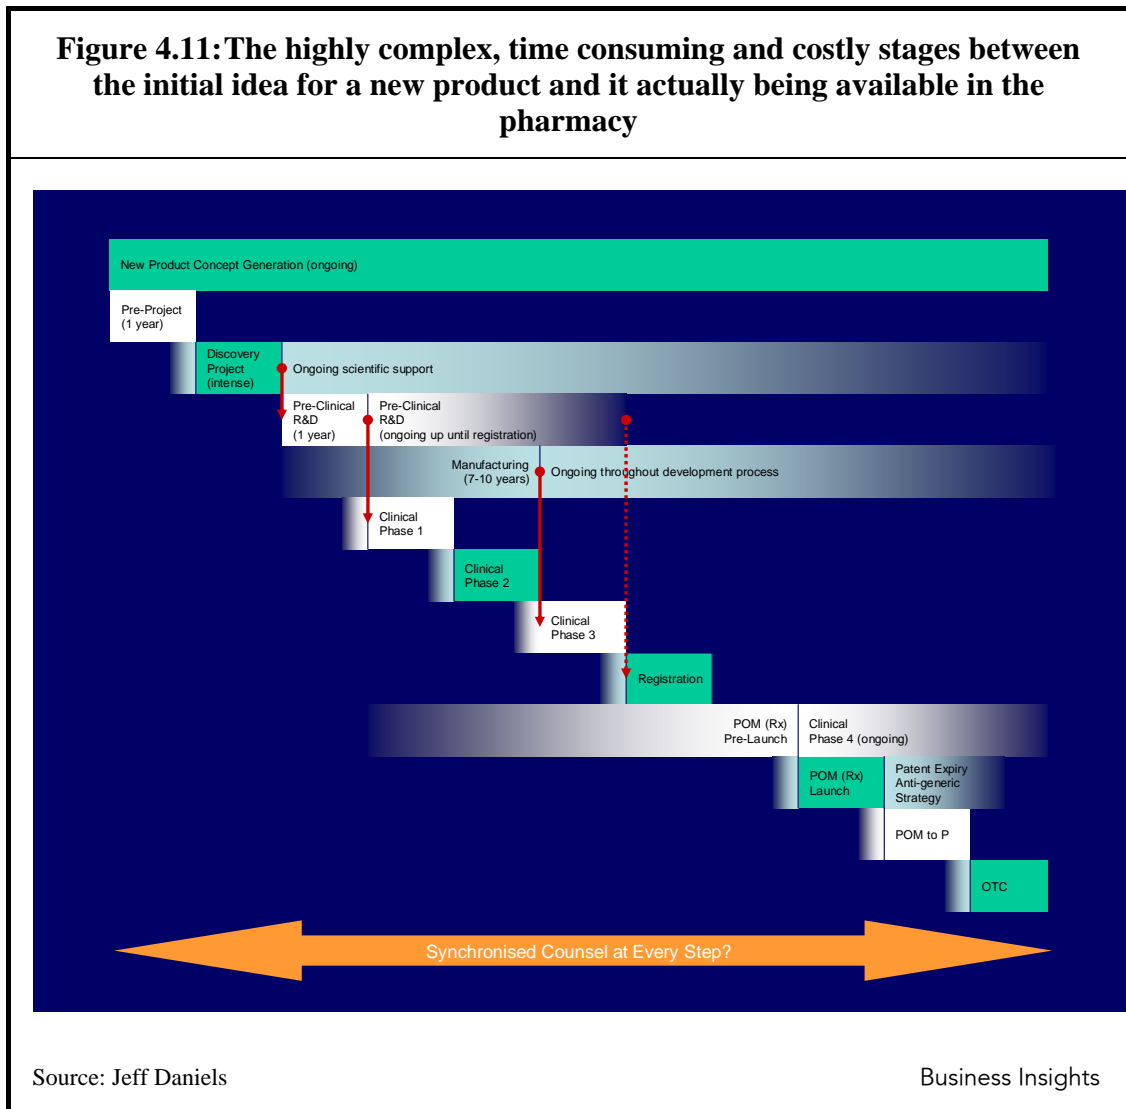 Figure 4.11:The highly complex, time consuming and costly stages between
the initial idea for a new product and it actually being available in the
pharmacy
New Product Concept Generation (ongoing)
Pre-Project
(1 year)
Discovery
Project
(intense)
Ongoing scientific support
Pre-Clinical
R&D
(1 year)
Pre-Clinical
R&D
(ongoing up until registration)
Manufacturing
(7-10 years)
Ongoing throughout development process
Clinical
Phase 1
Clinical
Phase 2
Clinical
Phase 3
Registration
POM (Rx)
Pre-Launch
Clinical
Phase 4 (ongoing)
POM (Rx)
Launch
Patent Expiry
Anti-generic
Strategy
POM to P
OTC
Synchronised Counsel at Every Step?
Source: Jeff Daniels
Business Insights